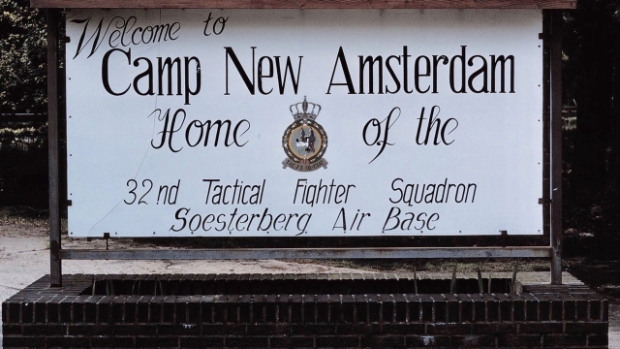 Welcome to
Camp New Amsterdam
Home of the
32nd Tactical Fighter Squadron
Soesterberg Air Base